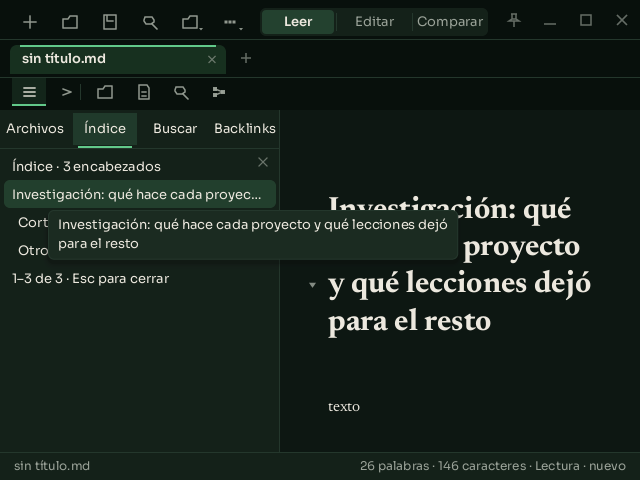 Leer
Editar
Comparar
sin título.md
Archivos
Índice
Buscar
Backlinks
Índice · 3 encabezados
Investigación: qué hace cada proyec...
Cort
Otro
Investigación: qué hace cada proyecto y qué lecciones dejó
para el resto
1–3 de 3 · Esc para cerrar
Investigación: qué
proyecto
y qué lecciones dejó
para el resto
texto
sin título.md
26 palabras · 146 caracteres · Lectura · nuevo